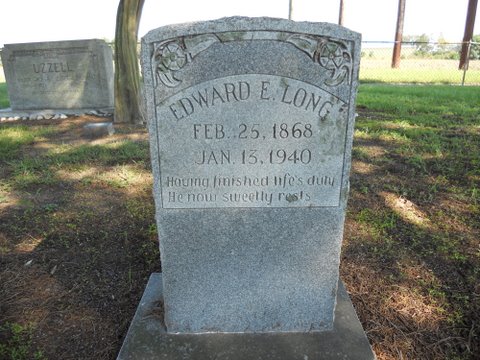 UZZELL
EDWARD E. LONG
FEB. 25, 1868
JAN. 13, 1940
Having finished life's duty
He now sweetly rests